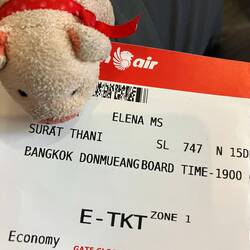 air
ELENA MS
SURAT THANI SL 747 N 15D
BANGKOK DONMUEANG BOARD TIME-1900
E-TKT ZONE 1
Economy